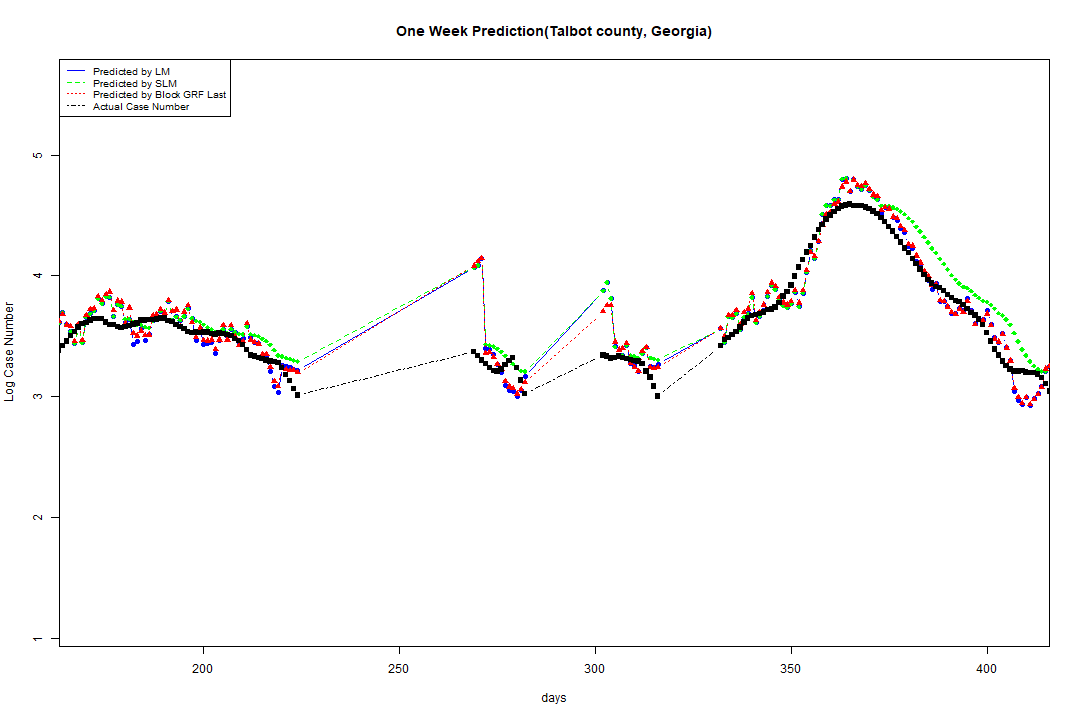 One Week Prediction(Talbot county, Georgia)
Predicted by LM
Predicted by SLM
Predicted by Block GRF Last
Actual Case Number
Log Case Number
5
4
3
2
1
200 250 300 350 400
days